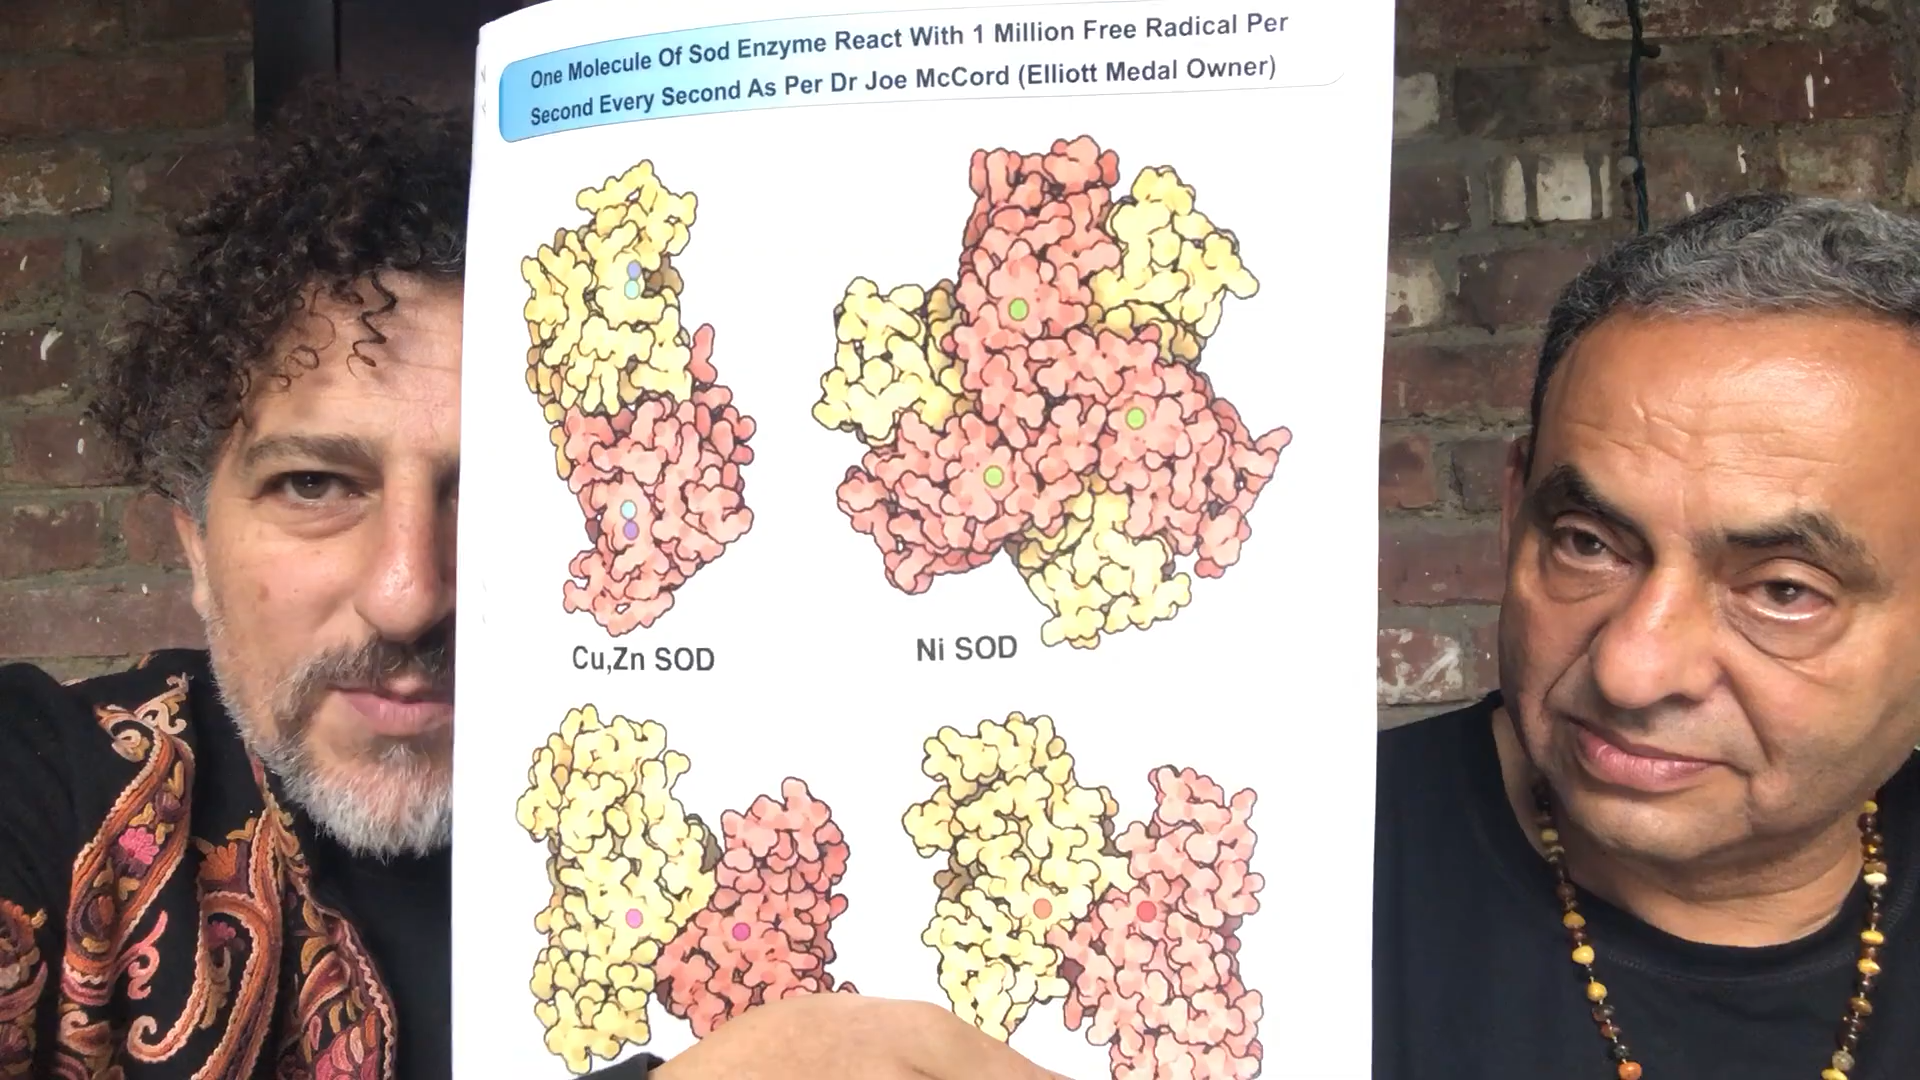 One Molecule Of Sod Enzyme React With 1 Million Free Radical Per
Second Every Second As Per Dr Joe McCord (Elliott Medal Owner)
Cu,Zn SOD
Ni SOD